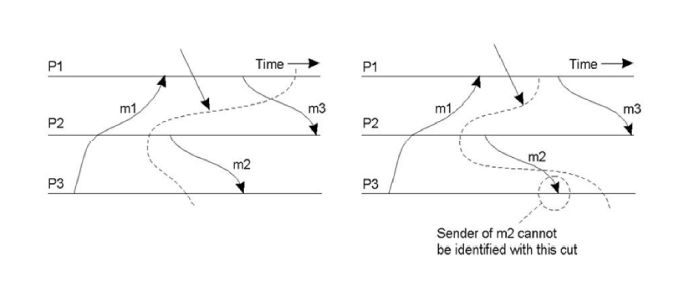 P1
Time
m1
m3
P2
m2
P3
P1
Time
m1
m3
P2
m2
P3
Sender of m2 cannot
be identified with this cut